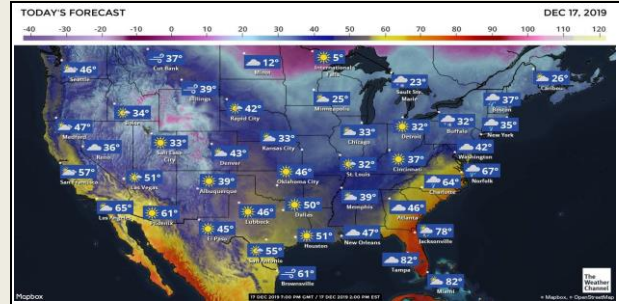 TODAY'S FORECAST
DEC 17, 2019
-40 -30 -20 -10 0 10 20 30 40 50 60 70 80 90 100 110 120
37°
Cut Bank
12°
Minot
5°
International Falls
46°
Seattle
39°
Billings
23°
Sault Ste. Marie
26°
Caribou
25°
Minneapolis
37°
Boston
34°
Boise
42°
Rapid City
47°
Medford
36°
Reno
33°
Salt Lake City
33°
Kansas City
33°
Chicago
32°
Detroit
32°
Buffalo
35°
New York
43°
Denver
42°
Washington
57°
San Francisco
51°
Las Vegas
39°
Albuquerque
46°
Oklahoma City
32°
St. Louis
37°
Cincinnati
67°
Norfolk
64°
Charlotte
65°
Los Angeles
61°
Phoenix
46°
Lubbock
50°
Dallas
39°
Memphis
46°
Atlanta
45°
El Paso
55°
San Antonio
51°
Houston
47°
New Orleans
78°
Jacksonville
61°
Brownsville
82°
Tampa
82°
Miami
The
Weather
Channel
Mapbox
17 DEC 2019 7:00 PM GMT / 17 DEC 2019 2:00 PM EST
© Mapbox, © OpenStreetMap